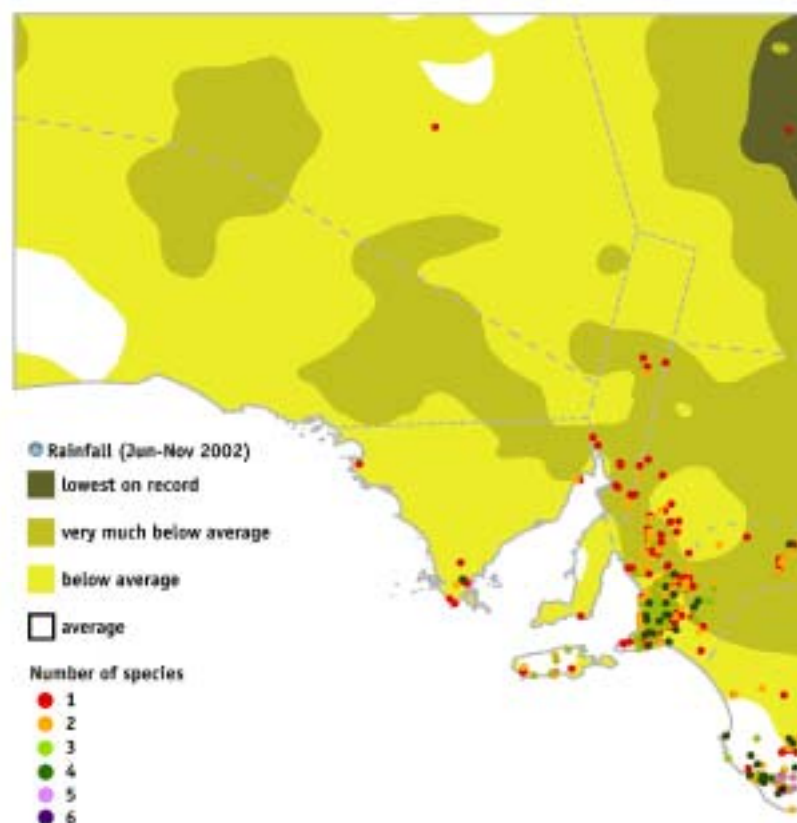 Rainfall (Jun-Nov 2002)
lowest on record
very much below average
below average
average
Number of species
1
2
3
4
5
6